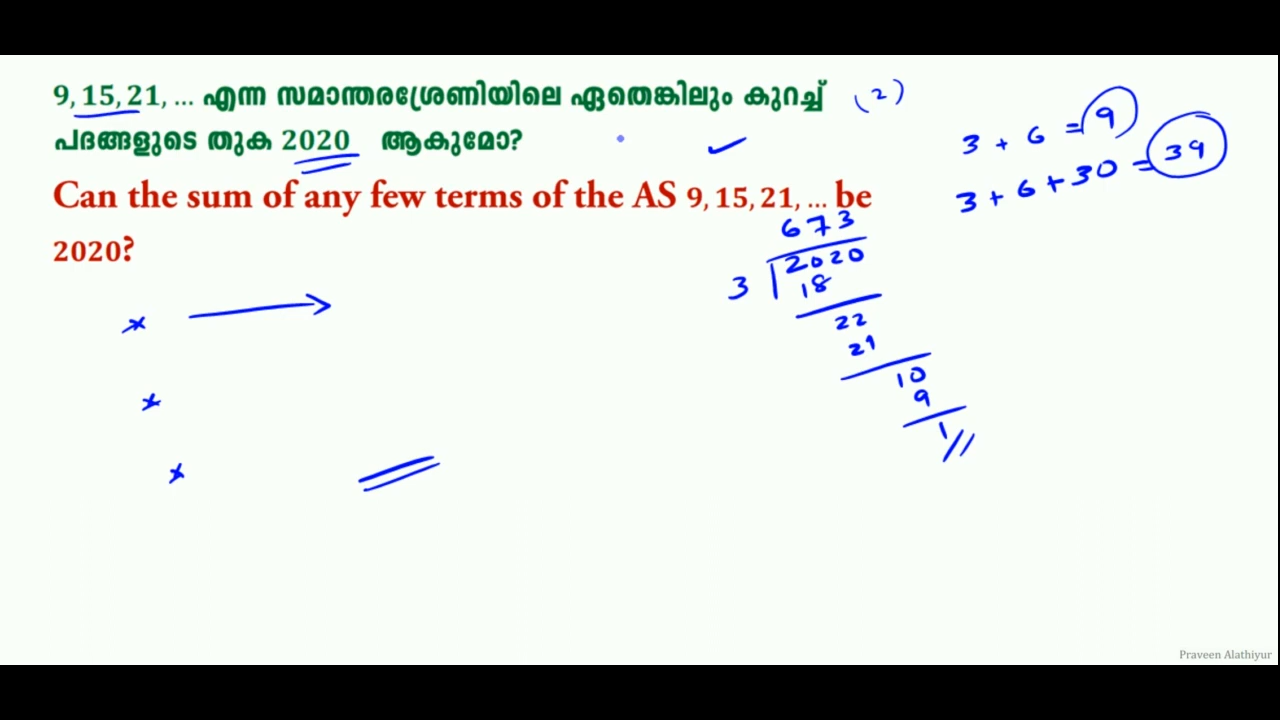 9, 15, 21, ... എന്ന സമാന്തരശ്രേണിയിലെ ഏതെങ്കിലും കുറച്ച് (2)
പദങ്ങളുടെ തുക 2020 ആകുമോ?
Can the sum of any few terms of the AS 9, 15, 21, ... be
2020?
3 + 6 = 9
3 + 6 + 30 = 39
673
3 2020
18
22
21
10
9
1
Praveen Alathiyur